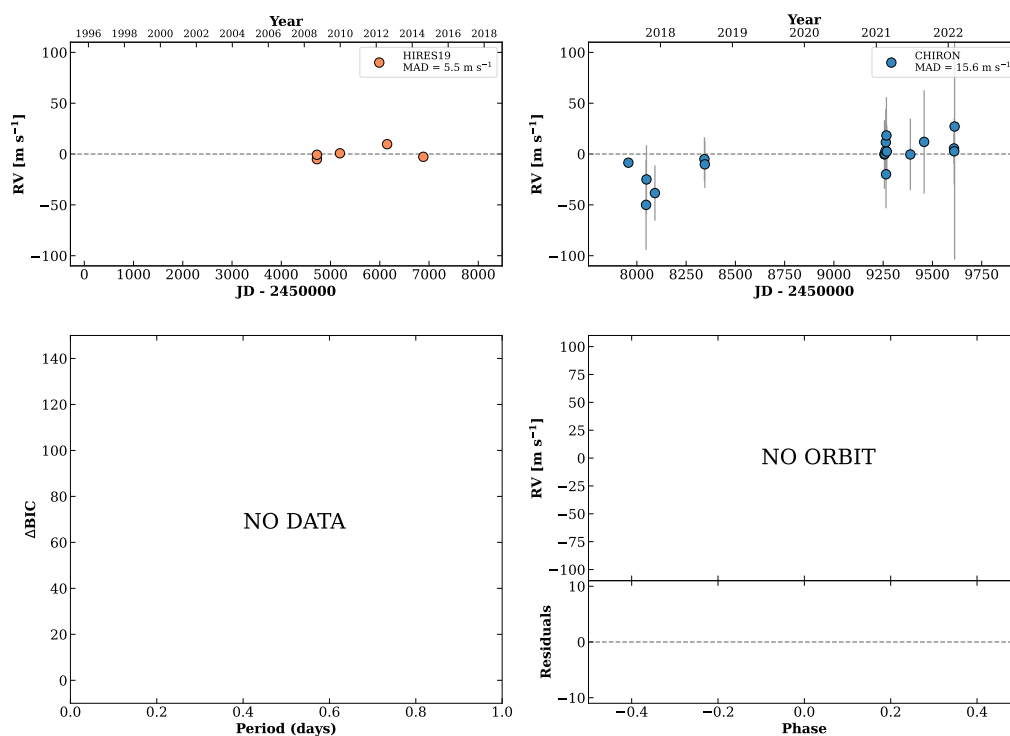 Year
1996 1998 2000 2002 2004 2006 2008 2010 2012 2014 2016 2018
HIRES19
MAD = 5.5 m s⁻¹
RV [m s⁻¹]
100
50
0
−50
−100
0 1000 2000 3000 4000 5000 6000 7000 8000
JD - 2450000
Year
2018 2019 2020 2021 2022
CHIRON
MAD = 15.6 m s⁻¹
RV [m s⁻¹]
100
50
0
−50
−100
8000 8250 8500 8750 9000 9250 9500 9750
JD - 2450000
ΔBIC
140
120
100
80
60
40
20
0
NO DATA
0.0 0.2 0.4 0.6 0.8 1.0
Period (days)
RV [m s⁻¹]
100
75
50
25
0
−25
−50
−75
−100
NO ORBIT
Residuals
10
0
−10
−0.4 −0.2 0.0 0.2 0.4
Phase